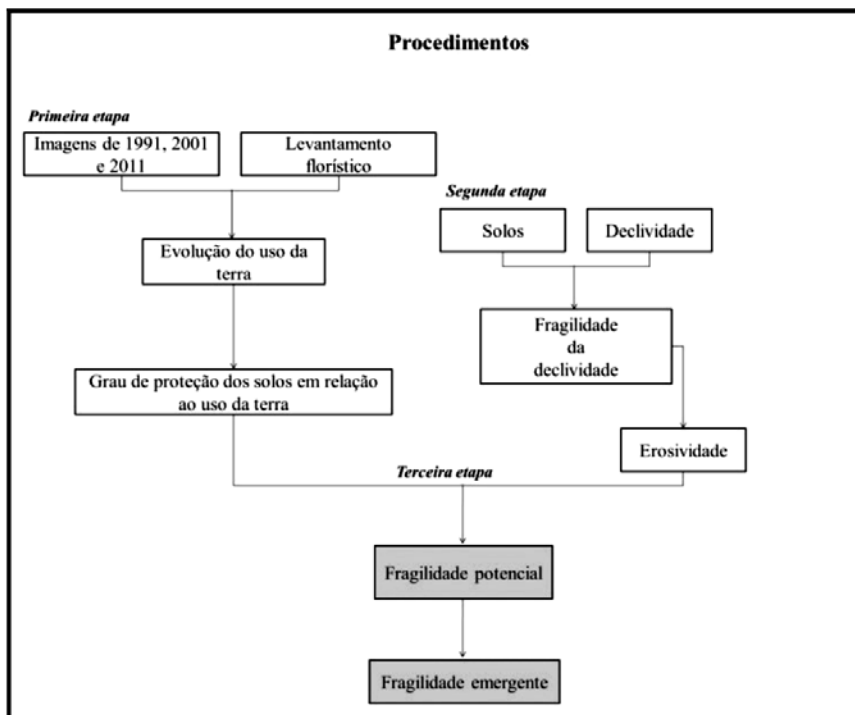 Procedimentos
Primeira etapa
Imagens de 1991, 2001
e 2011
Levantamento
florístico
Segunda etapa
Solos
Declividade
Evolução do uso da
terra
Fragilidade
da
declividade
Grau de proteção dos solos em relação
ao uso da terra
Erosividade
Terceira etapa
Fragilidade potencial
Fragilidade emergente